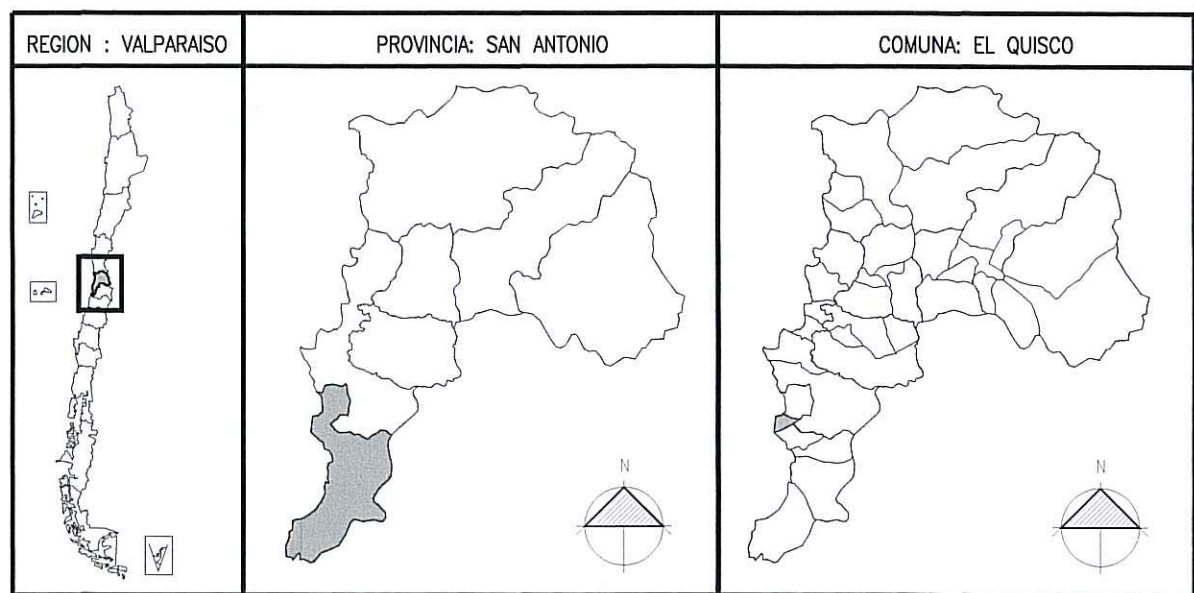 REGION : VALPARAISO
PROVINCIA: SAN ANTONIO
COMUNA: EL QUISCO
N
N